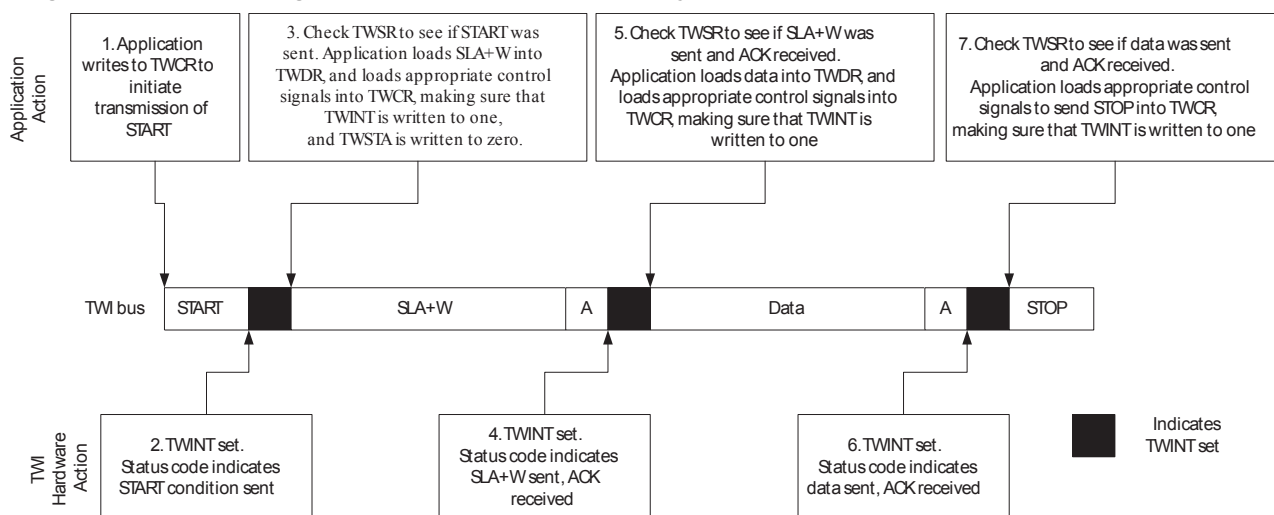 Application
Action
1. Application
writes to TWCR to
initiate
transmission of
START
3. Check TWSR to see if START was
sent. Application loads SLA+W into
TWDR, and loads appropriate control
signals into TWCR, making sure that
TWINT is written to one,
and TWSTA is written to zero.
5. Check TWSR to see if SLA+W was
sent and ACK received.
Application loads data into TWDR, and
loads appropriate control signals into
TWCR, making sure that TWINT is
written to one
7. Check TWSR to see if data was sent
and ACK received.
Application loads appropriate control
signals to send STOP into TWCR,
making sure that TWINT is written to one
TWI bus
START
SLA+W
A
Data
A
STOP
TWI
Hardware
Action
2. TWINT set.
Status code indicates
START condition sent
4. TWINT set.
Status code indicates
SLA+W sent, ACK
received
6. TWINT set.
Status code indicates
data sent, ACK received
Indicates
TWINT set